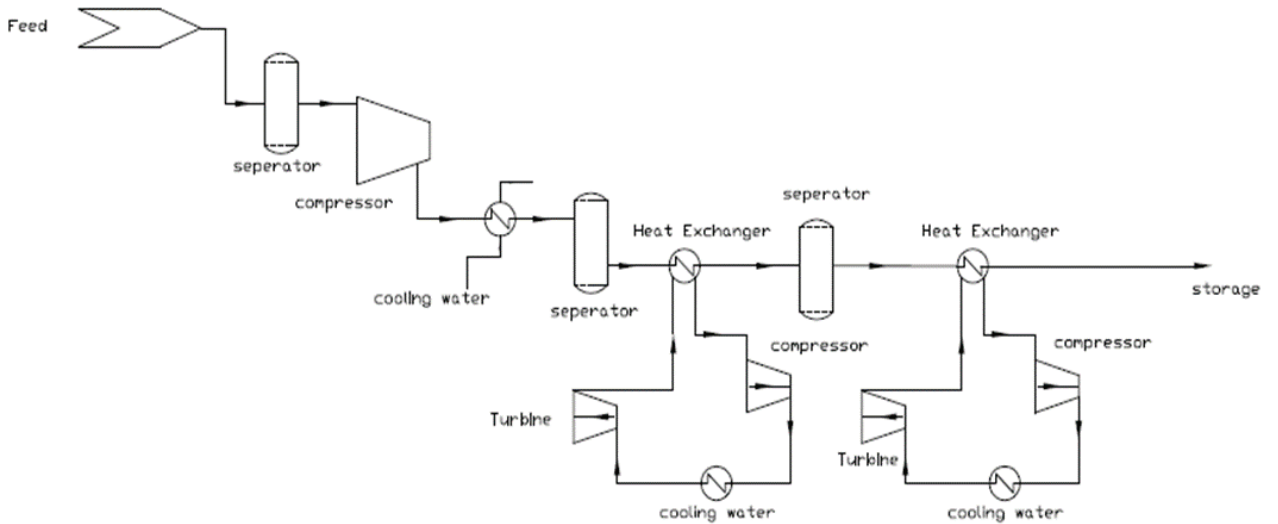 Feed
seperator
compressor
cooling water
seperator
Heat Exchanger
seperator
Heat Exchanger
storage
compressor
compressor
Turbine
Turbine
cooling water
cooling water